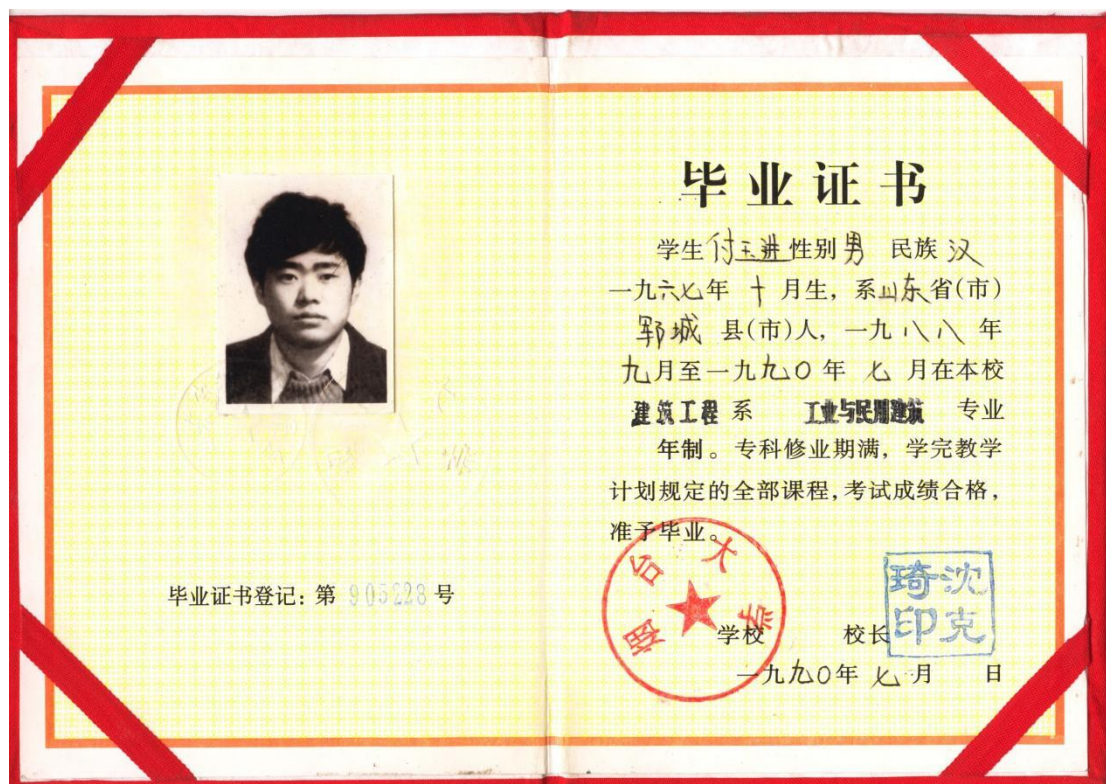 毕业证书
学生付玉进性别男 民族汉
一九六七年 十 月生，系山东省(市)
郓城 县(市)人，一九八八年
九月至一九九〇年 七 月在本校
建筑工程系 工业与民用建筑 专业
年制。专科修业期满，学完教学
计划规定的全部课程，考试成绩合格，
准予毕业。
烟台大学
学校 校长
沈克琦印
一九九〇年 七 月 日
毕业证书登记：第 905228 号